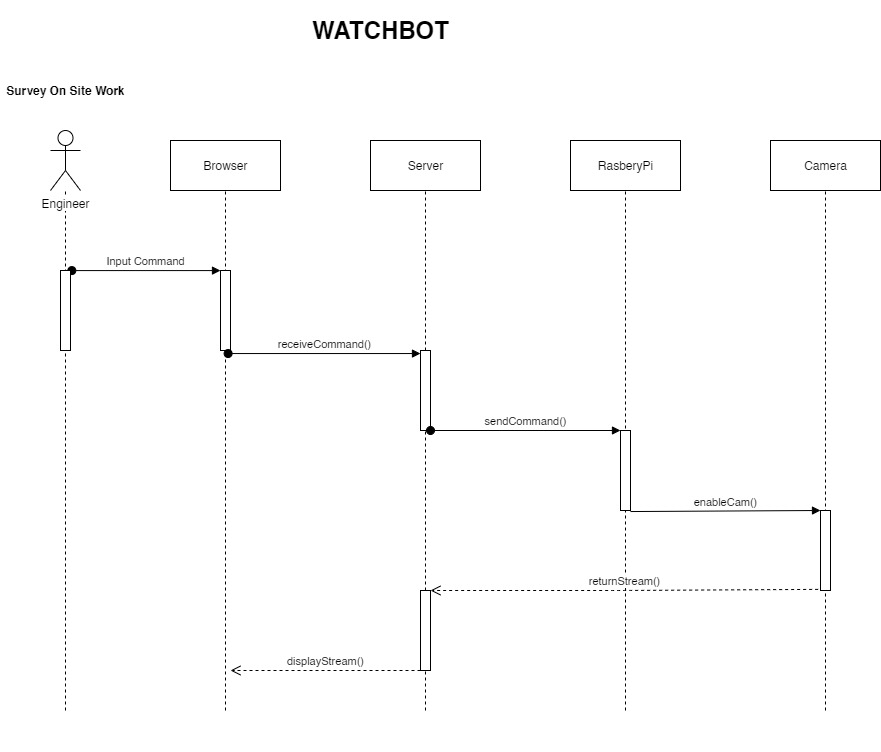 WATCHBOT
Survey On Site Work
Browser
Server
RasberyPi
Camera
Engineer
Input Command
receiveCommand()
sendCommand()
enableCam()
returnStream()
displayStream()